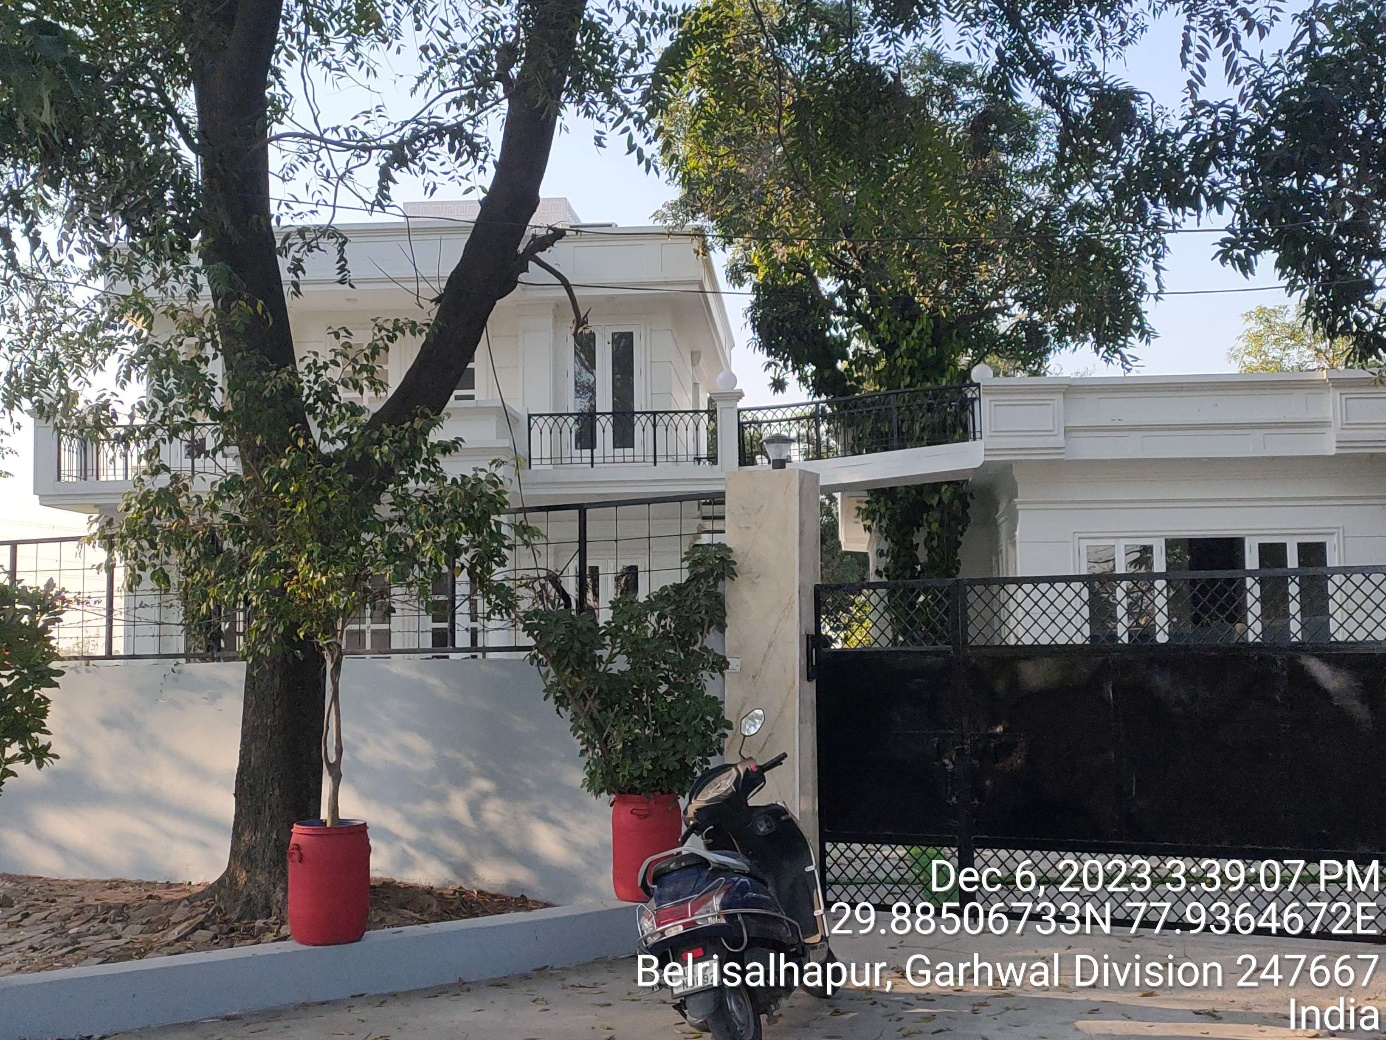 Dec 6, 2023 3:39:07 PM
29.88506733N 77.9364672E
Belrisalhapur, Garhwal Division 247667
India